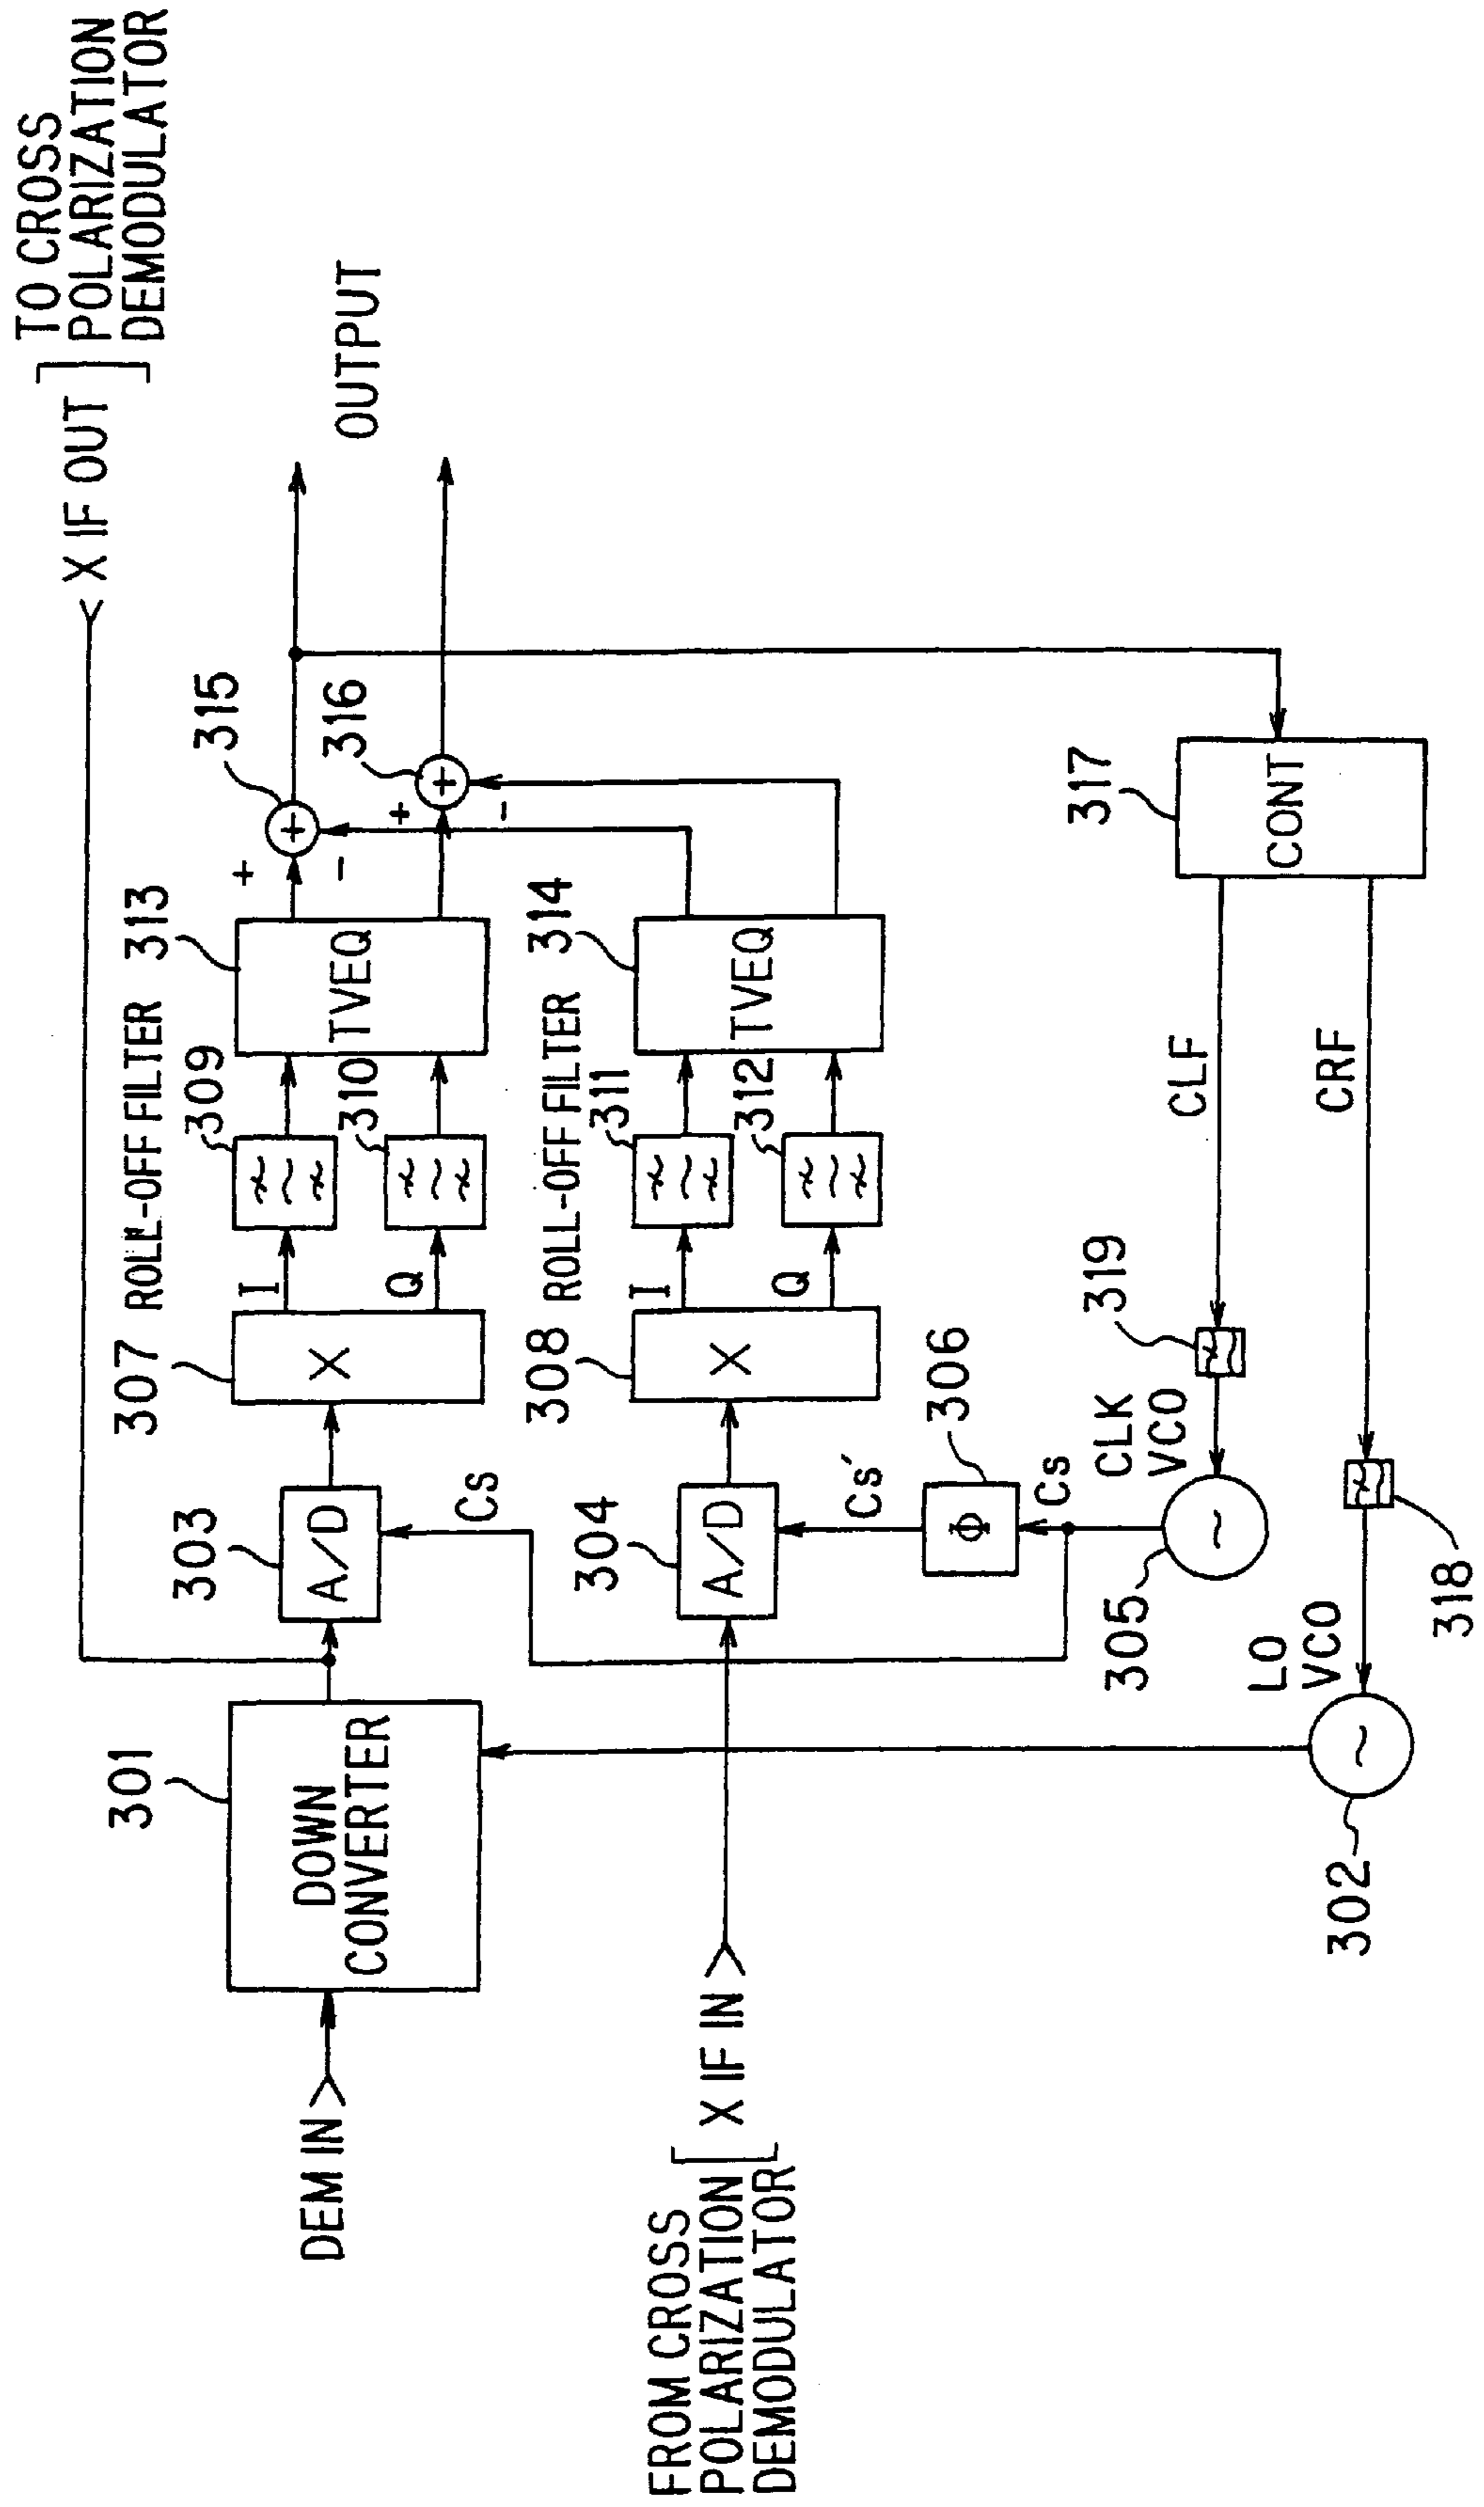 TO CROSS
POLARIZATION
DEMODULATOR
X IF OUT
OUTPUT
315
316
313
314
309
ROLL-OFF FILTER
310
TVEQ
+
-
+
+
-
+
ROLL-OFF FILTER
311
312
TVEQ
307
I
Q
X
308
I
Q
X
317
CONT
CLF
CRF
319
318
303
A/D
Cs
304
A/D
Cs'
306
Φ
Cs
CLK
VCO
305
~
LO
VCO
302
~
301
DOWN
CONVERTER
DEM IN
FROM CROSS
POLARIZATION
DEMODULATOR
X IF IN